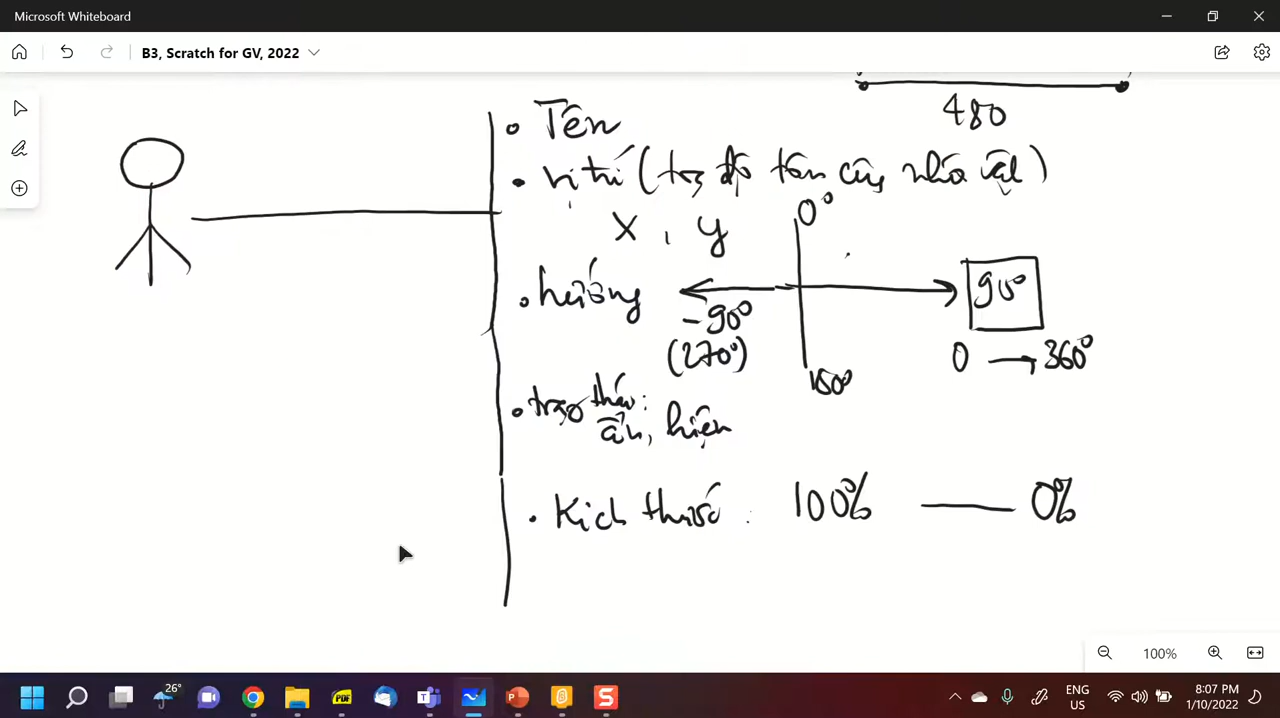 Microsoft Whiteboard
B3, Scratch for GV, 2022
480
• Tên
• vị trí (toạ độ tâm của nhân vật)
X, y
0°
• hướng
-90°
(270°)
90°
0 → 360°
180°
• trạng thái:
ẩn, hiện
• Kích thước : 100% — 0%
100%
PDF
26°
ENG
US
8:07 PM
1/10/2022